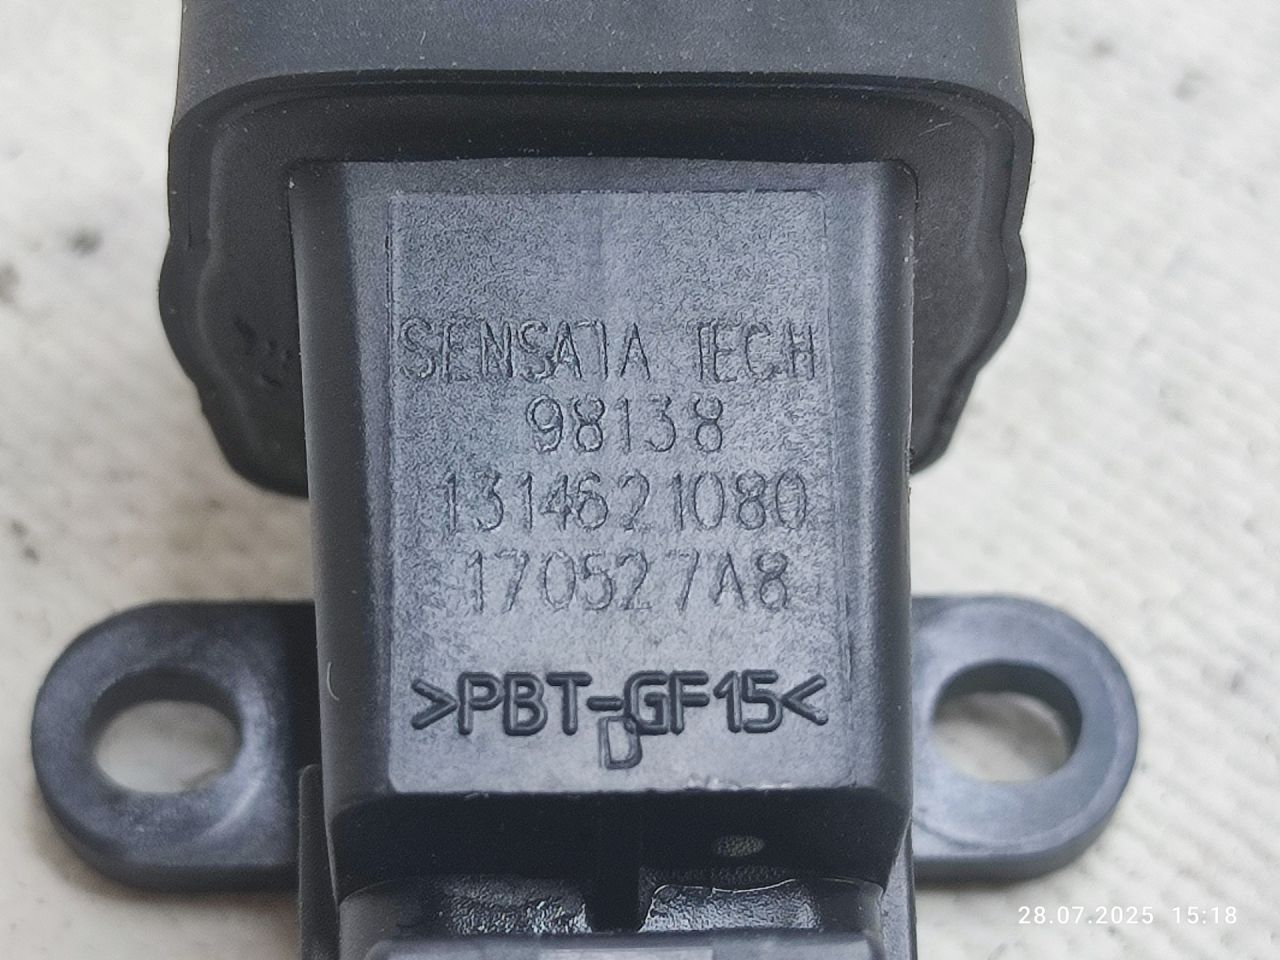 SENSATA TECH
98138
1314621080
170527A8
>PBT-GF15<
D
28.07.2025 15:18